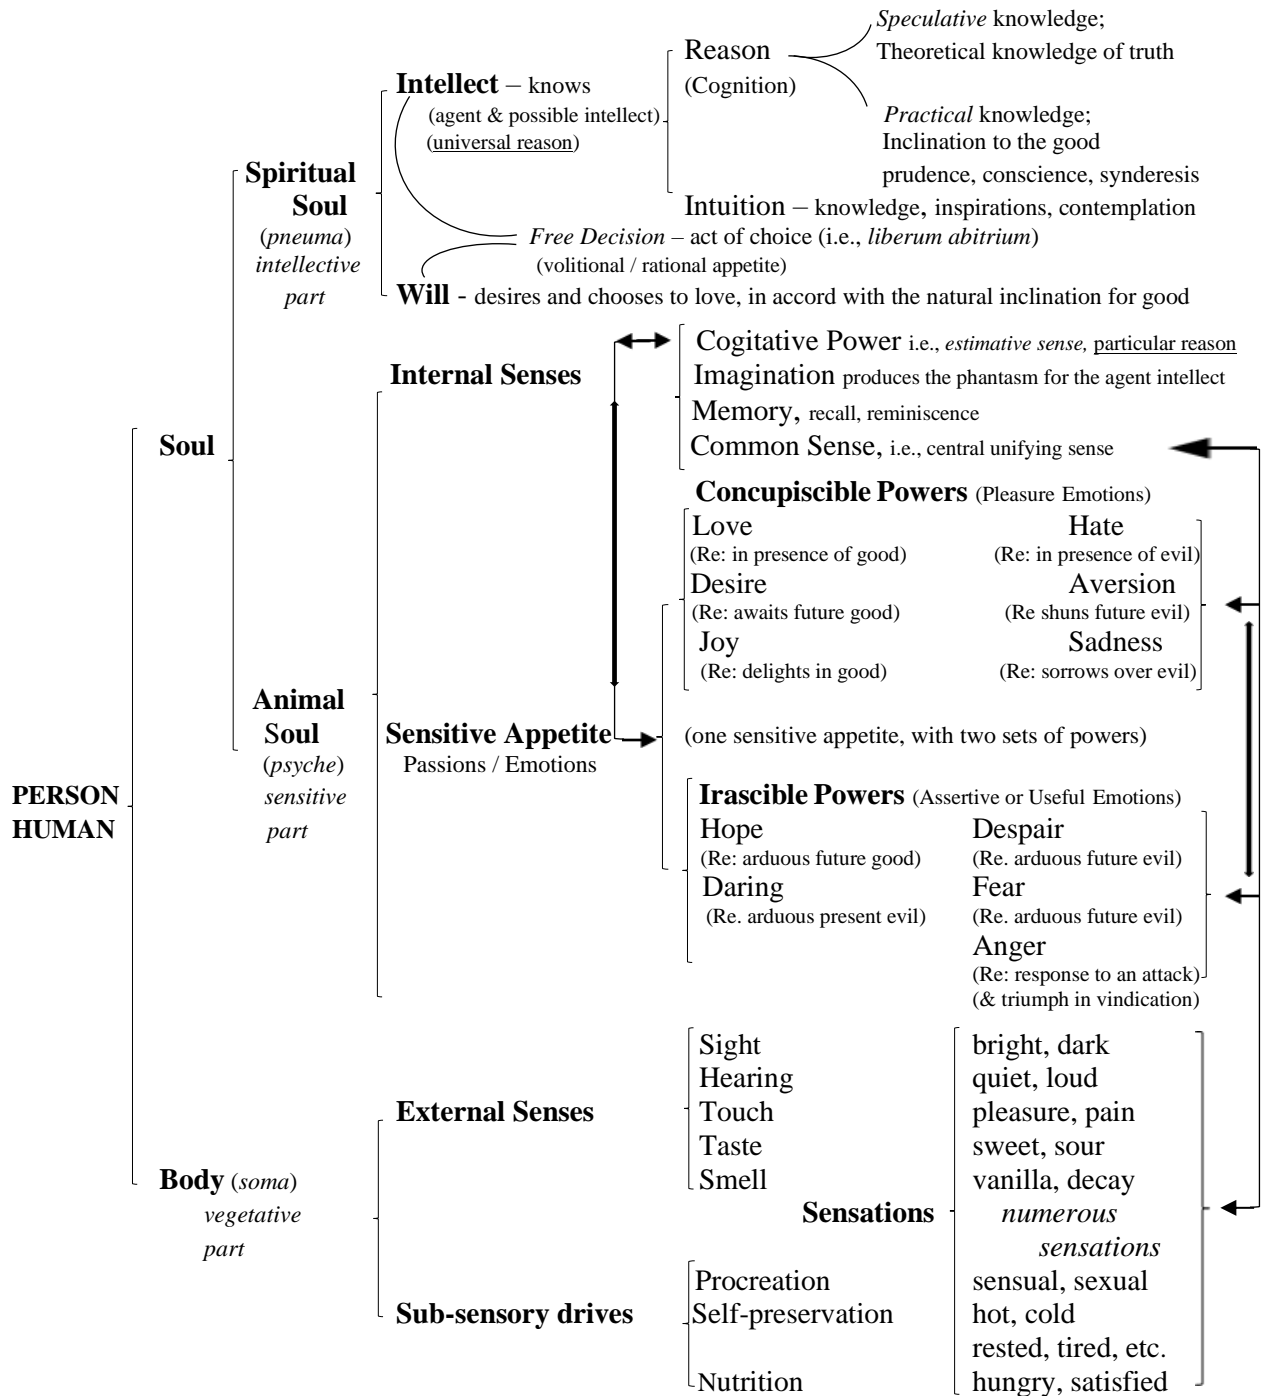 Speculative knowledge;
Reason
Theoretical knowledge of truth
Intellect – knows
(Cognition)
(agent & possible intellect)
Practical knowledge;
(universal reason)
Inclination to the good
Spiritual
prudence, conscience, synderesis
Soul
Intuition – knowledge, inspirations, contemplation
(pneuma)
Free Decision – act of choice (i.e., liberum abitrium)
intellective
(volitional / rational appetite)
part
Will - desires and chooses to love, in accord with the natural inclination for good
Cogitative Power i.e., estimative sense, particular reason
Internal Senses
Imagination produces the phantasm for the agent intellect
Memory, recall, reminiscence
Soul
Common Sense, i.e., central unifying sense
Concupiscible Powers (Pleasure Emotions)
Love Hate
(Re: in presence of good) (Re: in presence of evil)
Desire Aversion
(Re: awaits future good) (Re shuns future evil)
Joy Sadness
(Re: delights in good) (Re: sorrows over evil)
Animal
Soul
Sensitive Appetite (one sensitive appetite, with two sets of powers)
(psyche)
Passions / Emotions
sensitive
part
PERSON
HUMAN
Irascible Powers (Assertive or Useful Emotions)
Hope Despair
(Re: arduous future good) (Re. arduous future evil)
Daring Fear
(Re. arduous present evil) (Re. arduous future evil)
Anger
(Re: response to an attack)
(& triumph in vindication)
Sight bright, dark
Hearing quiet, loud
External Senses Touch pleasure, pain
Taste sweet, sour
Body (soma) Smell vanilla, decay
vegetative Sensations numerous
part sensations
Procreation sensual, sexual
Sub-sensory drives Self-preservation hot, cold
rested, tired, etc.
Nutrition hungry, satisfied